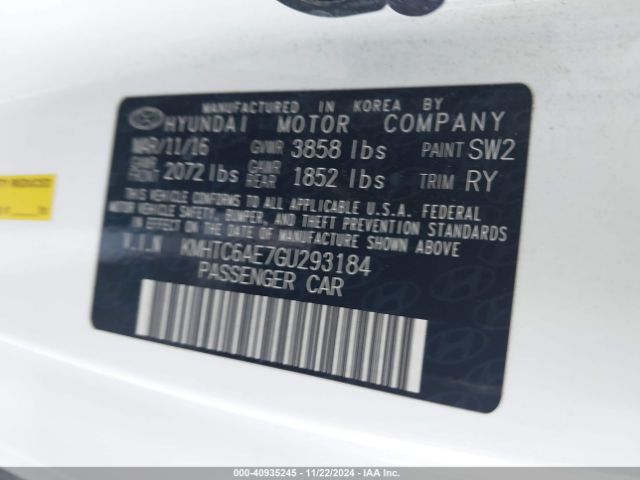 MANUFACTURED IN KOREA BY
HYUNDAI MOTOR COMPANY
MAR/11/16 GVWR 3858 lbs PAINT SW2
GAWR FRONT 2072 lbs GAWR REAR 1852 lbs TRIM RY
THIS VEHICLE CONFORMS TO ALL APPLICABLE U.S.A. FEDERAL
MOTOR VEHICLE SAFETY, BUMPER, AND THEFT PREVENTION STANDARDS
IN EFFECT ON THE DATE OF MANUFACTURE SHOWN ABOVE
V.I.N KMHTC6AE7GU293184
PASSENGER CAR
000-40935245 - 11/22/2024 - IAA Inc.